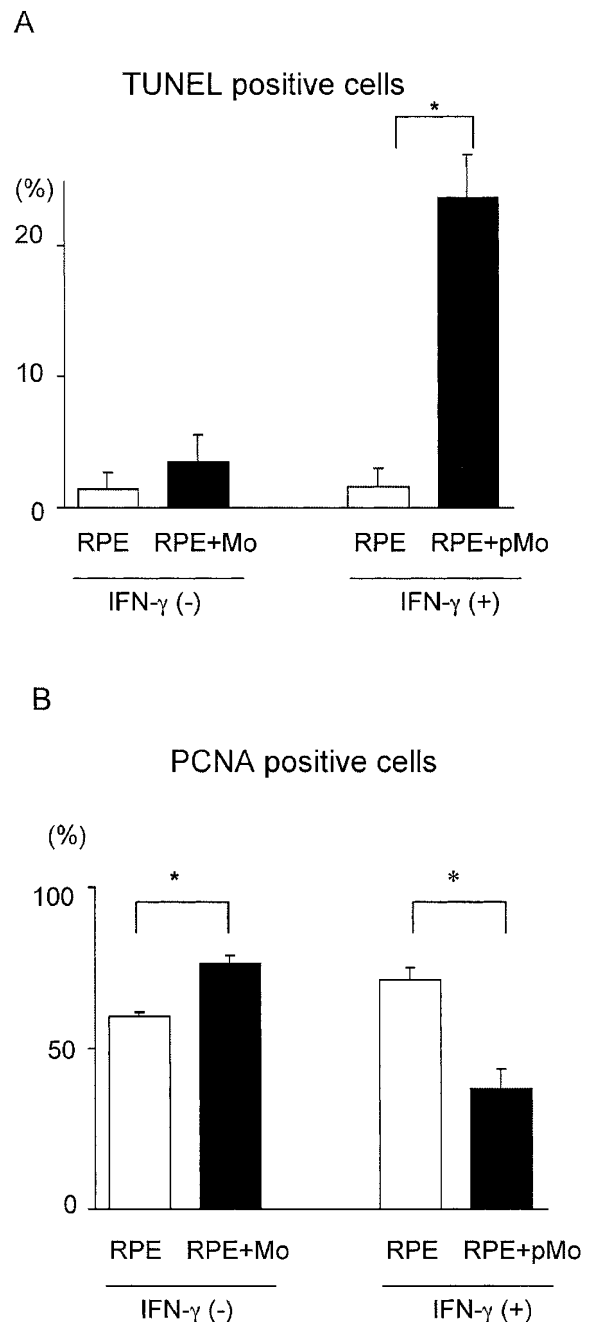 A
TUNEL positive cells
*
(%)
20
10
0
RPE RPE+Mo RPE RPE+pMo
IFN-γ (-) IFN-γ (+)
B
PCNA positive cells
(%)
* *
100
50
0
RPE RPE+Mo RPE RPE+pMo
IFN-γ (-) IFN-γ (+)